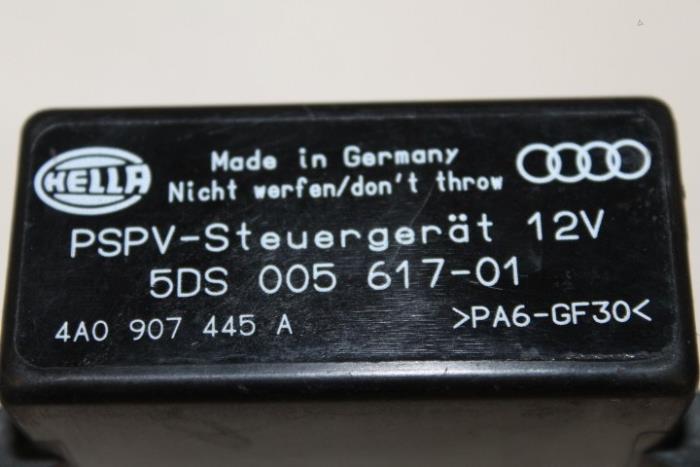 HELLA
Made in Germany
Nicht werfen/don't throw
PSPV-Steuergerät 12V
5DS 005 617-01
4A0 907 445 A >PA6-GF30<